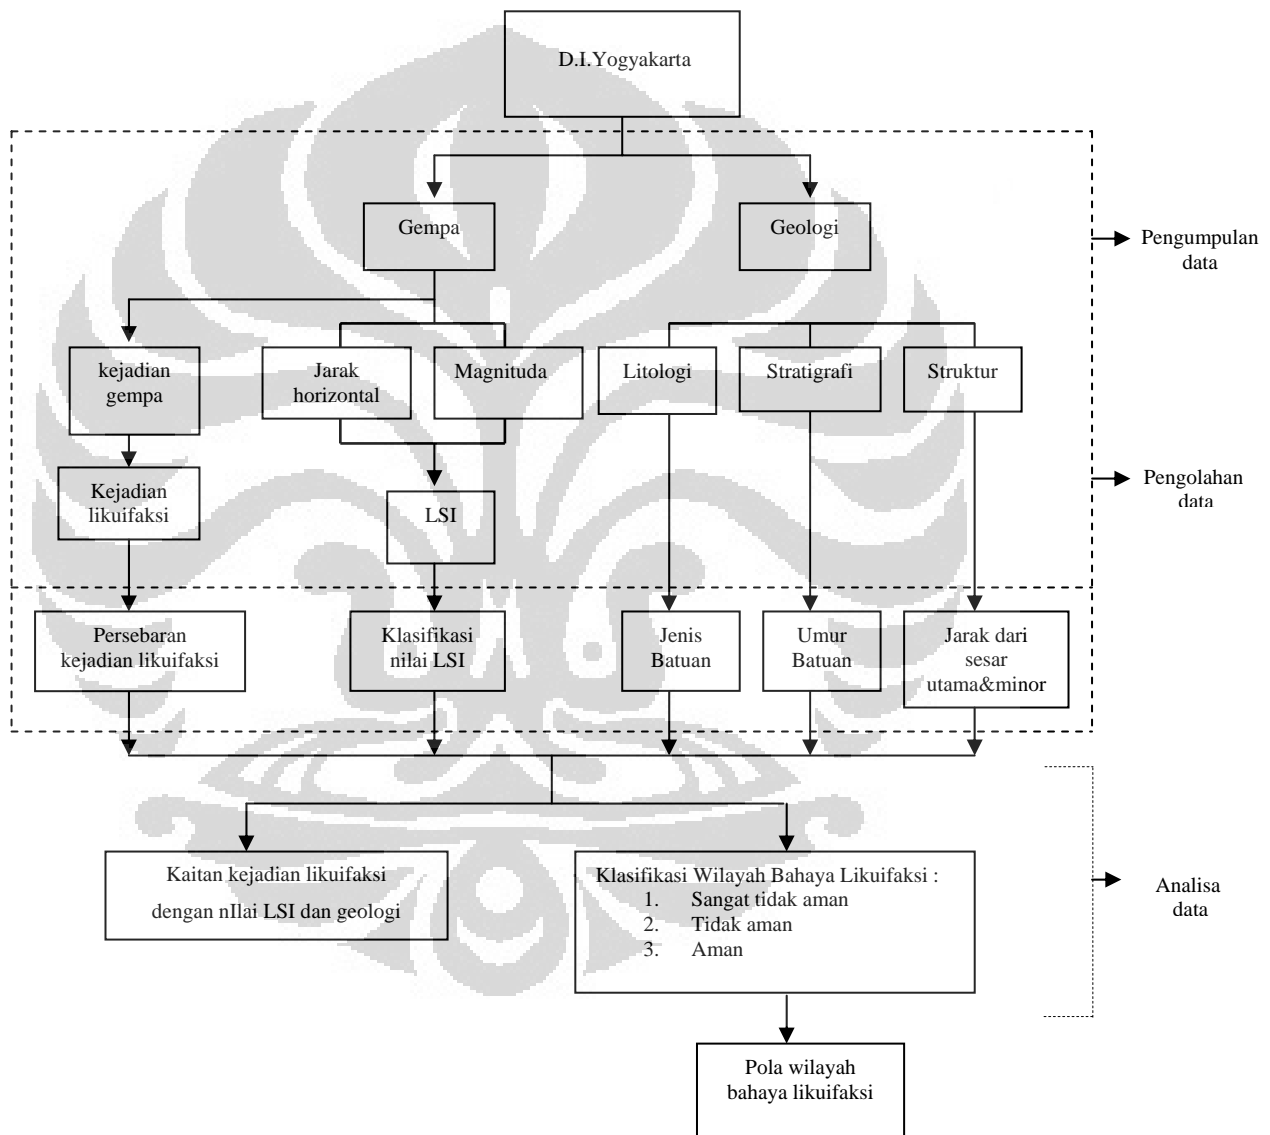 D.I.Yogyakarta
Gempa
Geologi
Pengumpulan
data
kejadian
gempa
Jarak
horizontal
Magnituda
Litologi
Stratigrafi
Struktur
Kejadian
likuifaksi
LSI
Pengolahan
data
Persebaran
kejadian likuifaksi
Klasifikasi
nilai LSI
Jenis
Batuan
Umur
Batuan
Jarak dari
sesar
utama&minor
Kaitan kejadian likuifaksi
dengan nIlai LSI dan geologi
Klasifikasi Wilayah Bahaya Likuifaksi :
1. Sangat tidak aman
2. Tidak aman
3. Aman
Analisa
data
Pola wilayah
bahaya likuifaksi